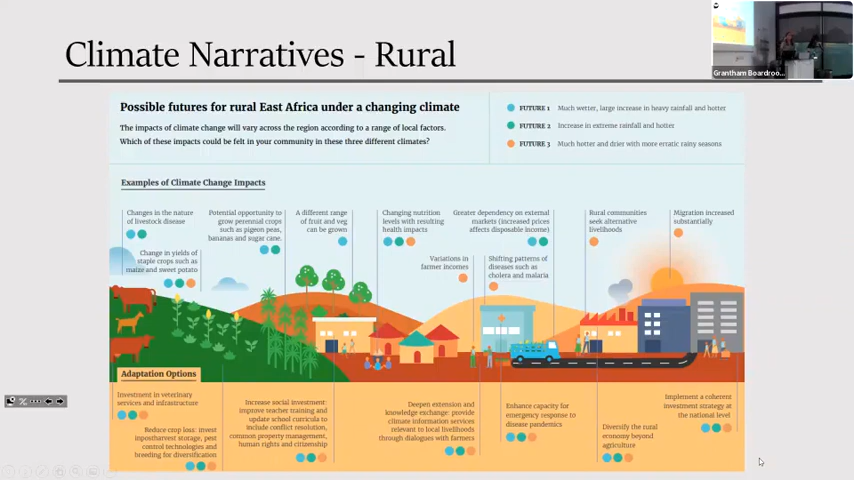 Climate Narratives - Rural
Grantham Boardroo...
Possible futures for rural East Africa under a changing climate
The impacts of climate change will vary across the region according to a range of local factors.
Which of these impacts could be felt in your community in these three different climates?
FUTURE 1 Much wetter, large increase in heavy rainfall and hotter
FUTURE 2 Increase in extreme rainfall and hotter
FUTURE 3 Much hotter and drier with more erratic rainy seasons
Examples of Climate Change Impacts
Changes in the nature
of livestock disease
Potential opportunity to
grow perennial crops
such as pigeon peas,
bananas and sugar cane.
A different range
of fruit and veg
can be grown
Changing nutrition
levels with resulting
health impacts
Greater dependency on external
markets (increased prices
affects disposable income)
Rural communities
seek alternative
livelihoods
Migration increased
substantially
Change in yields of
staple crops such as
maize and sweet potato
Variations in
farmer incomes
Shifting patterns of
diseases such as
cholera and malaria
Adaptation Options
Investment in veterinary
services and infrastructure
Reduce crop loss: invest
inpostharvest storage, pest
control technologies and
breeding for diversification
Increase social investment:
improve teacher training and
update school curricula to
include conflict resolution,
common property management,
human rights and citizenship
Deepen extension and
knowledge exchange: provide
climate information services
relevant to local livelihoods
through dialogues with farmers
Enhance capacity for
emergency response to
disease pandemics
Diversify the rural
economy beyond
agriculture
Implement a coherent
investment strategy at
the national level